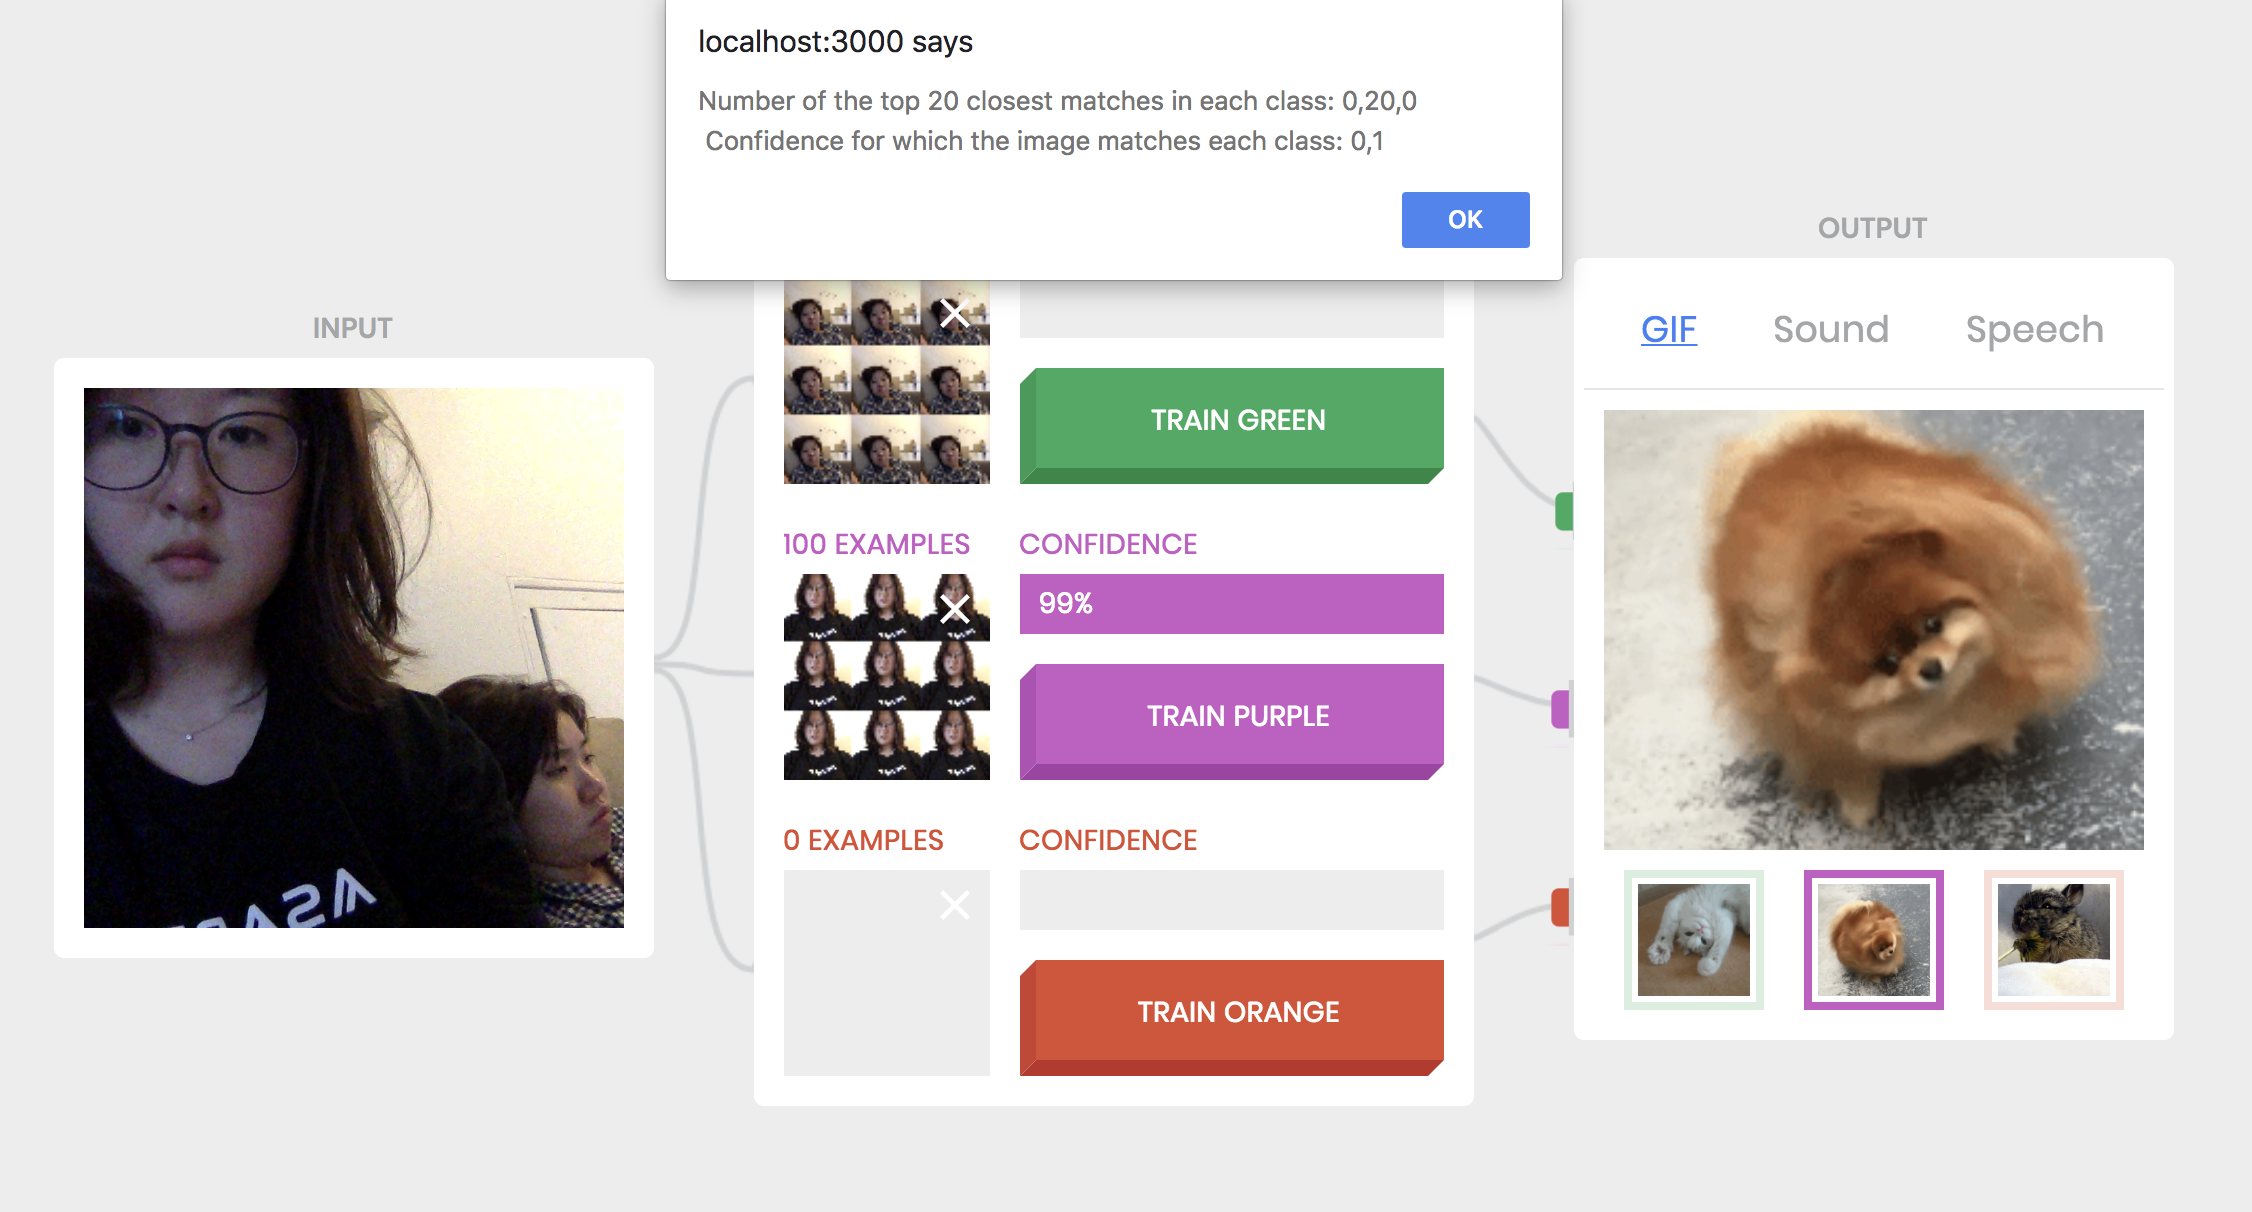 localhost:3000 says
Number of the top 20 closest matches in each class: 0,20,0
Confidence for which the image matches each class: 0,1
OK
INPUT
OUTPUT
GIF Sound Speech
TRAIN GREEN
100 EXAMPLES CONFIDENCE
99%
TRAIN PURPLE
0 EXAMPLES CONFIDENCE
TRAIN ORANGE